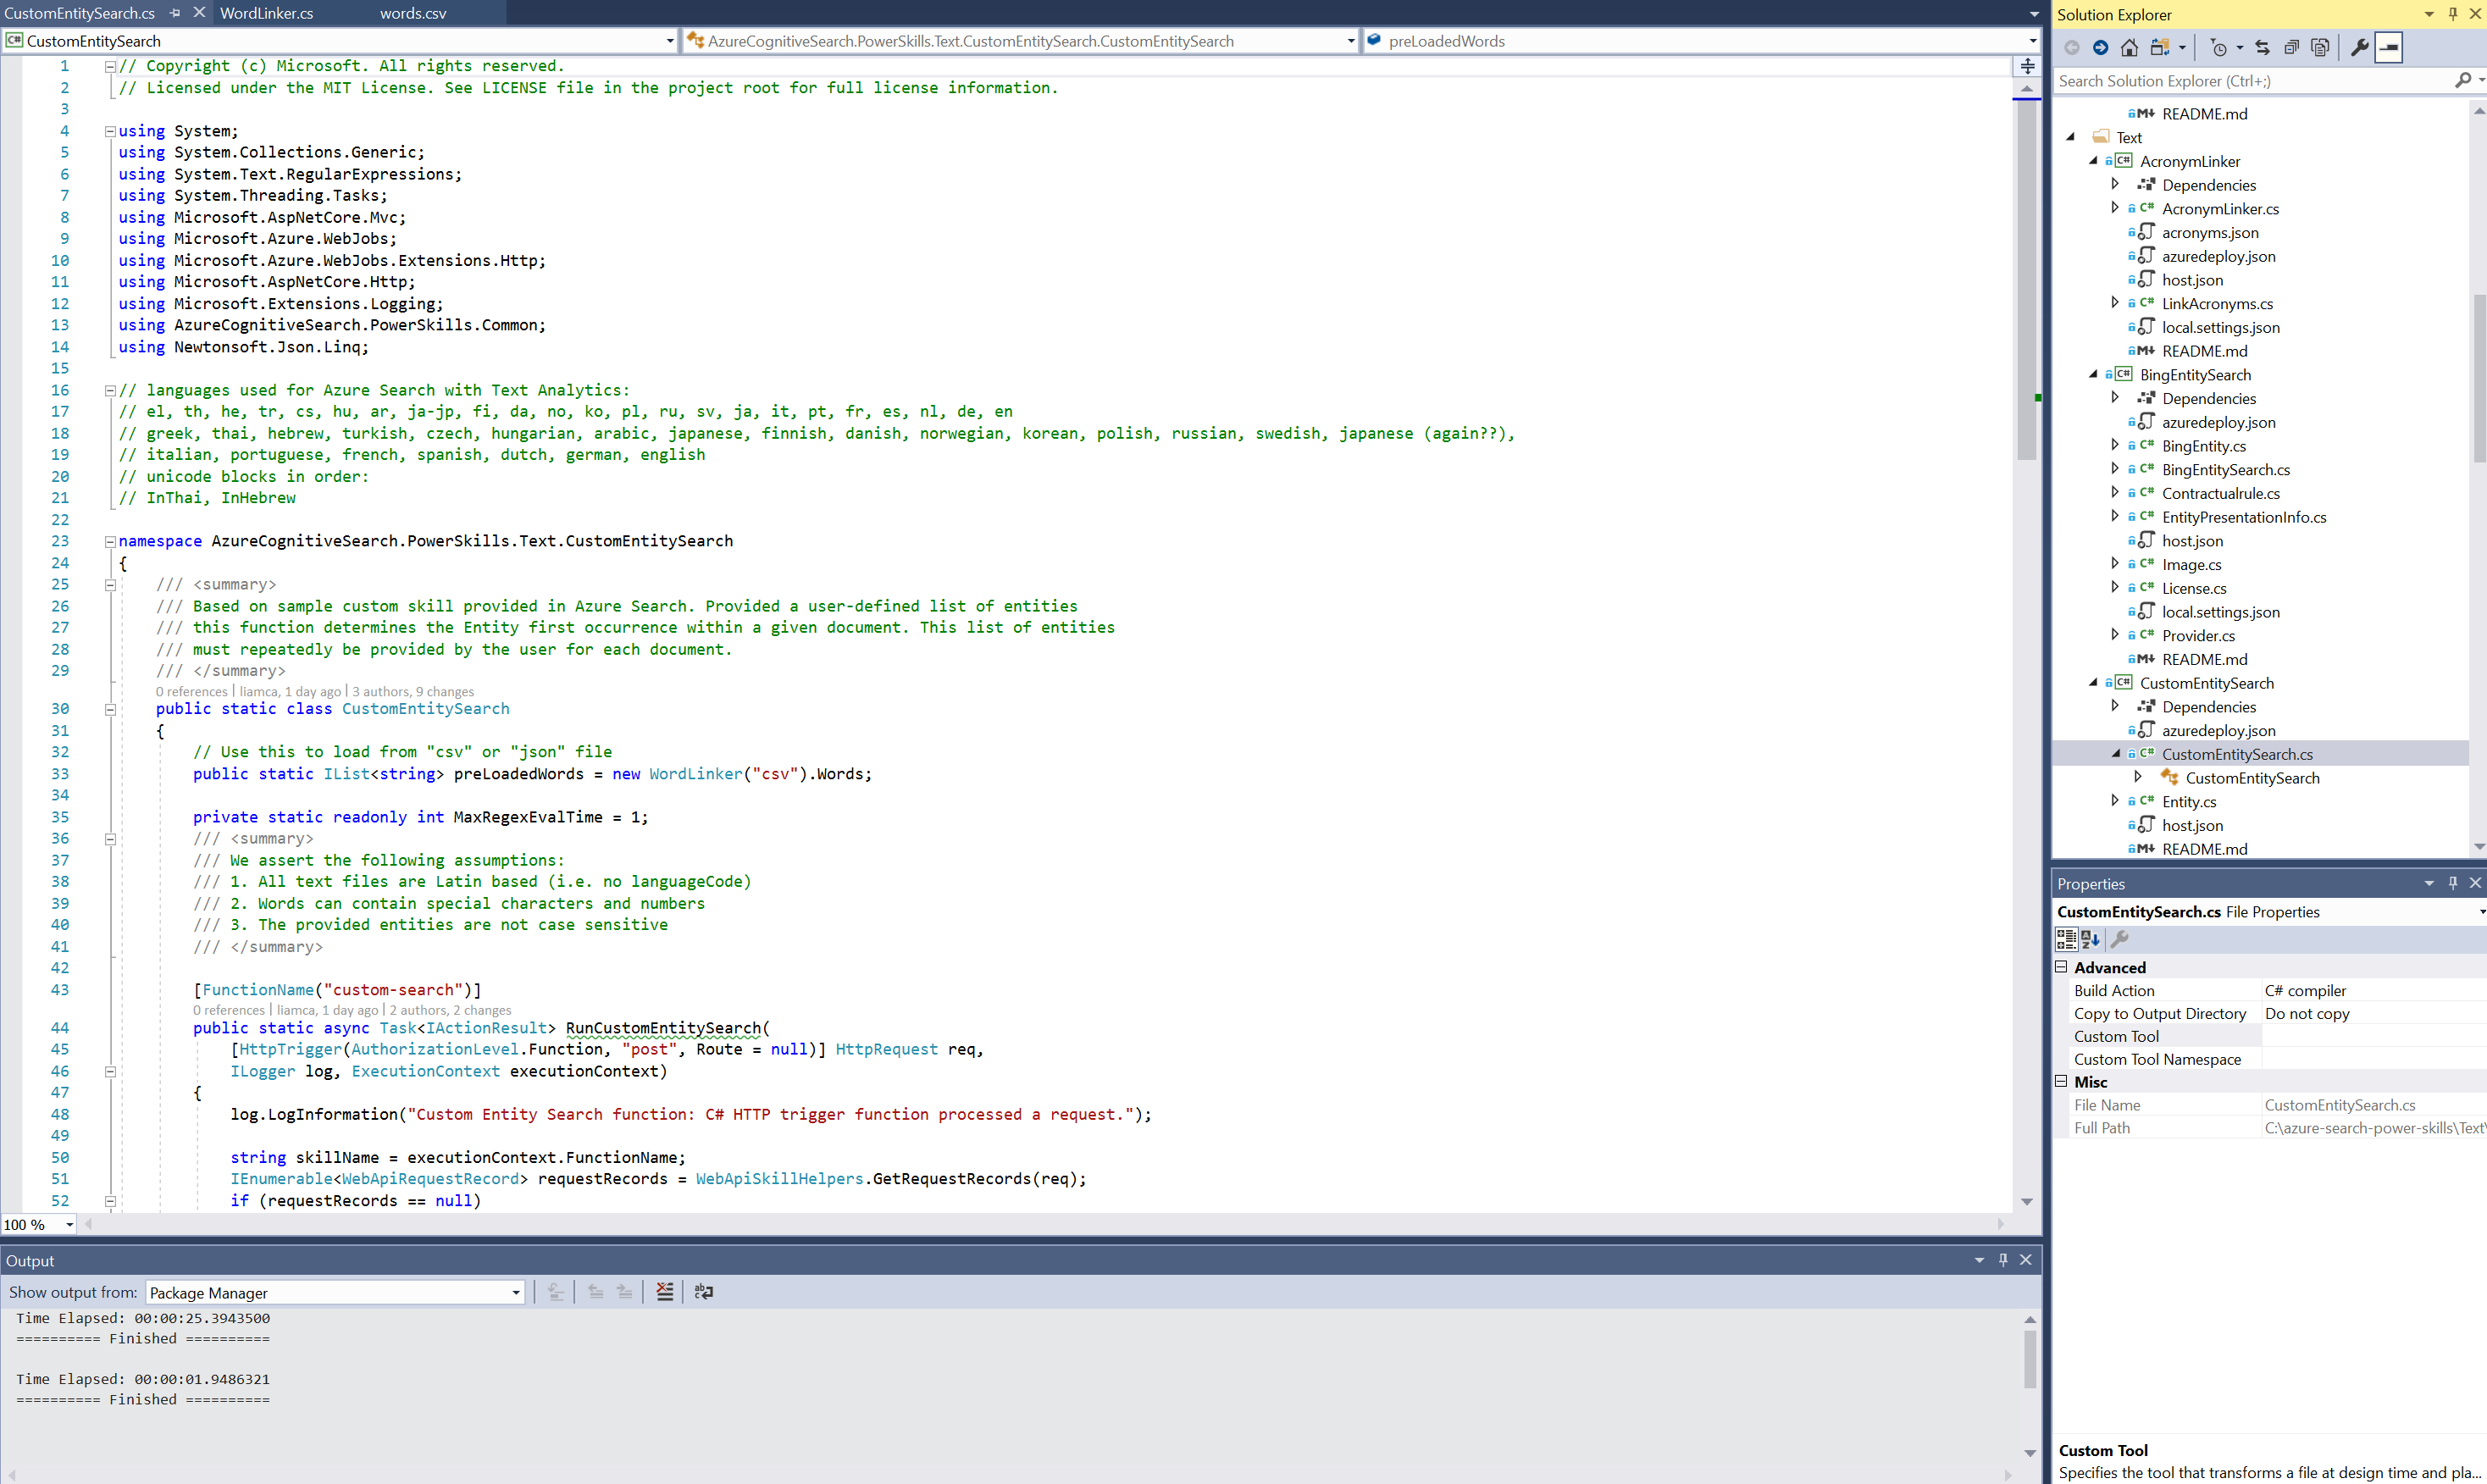 CustomEntitySearch.cs WordLinker.cs words.csv
CustomEntitySearch AzureCognitiveSearch.PowerSkills.Text.CustomEntitySearch.CustomEntitySearch preLoadedWords
1 // Copyright (c) Microsoft. All rights reserved.
2 // Licensed under the MIT License. See LICENSE file in the project root for full license information.
3
4 using System;
5 using System.Collections.Generic;
6 using System.Text.RegularExpressions;
7 using System.Threading.Tasks;
8 using Microsoft.AspNetCore.Mvc;
9 using Microsoft.Azure.WebJobs;
10 using Microsoft.Azure.WebJobs.Extensions.Http;
11 using Microsoft.AspNetCore.Http;
12 using Microsoft.Extensions.Logging;
13 using AzureCognitiveSearch.PowerSkills.Common;
14 using Newtonsoft.Json.Linq;
15
16 // languages used for Azure Search with Text Analytics:
17 // el, th, he, tr, cs, hu, ar, ja-jp, fi, da, no, ko, pl, ru, sv, ja, it, pt, fr, es, nl, de, en
18 // greek, thai, hebrew, turkish, czech, hungarian, arabic, japanese, finnish, danish, norwegian, korean, polish, russian, swedish, japanese (again??),
19 // italian, portuguese, french, spanish, dutch, german, english
20 // unicode blocks in order:
21 // InThai, InHebrew
22
23 namespace AzureCognitiveSearch.PowerSkills.Text.CustomEntitySearch
24 {
25 /// <summary>
26 /// Based on sample custom skill provided in Azure Search. Provided a user-defined list of entities
27 /// this function determines the Entity first occurrence within a given document. This list of entities
28 /// must repeatedly be provided by the user for each document.
29 /// </summary>
0 references | liamca, 1 day ago | 3 authors, 9 changes
30 public static class CustomEntitySearch
31 {
32 // Use this to load from "csv" or "json" file
33 public static IList<string> preLoadedWords = new WordLinker("csv").Words;
34
35 private static readonly int MaxRegexEvalTime = 1;
36 /// <summary>
37 /// We assert the following assumptions:
38 /// 1. All text files are Latin based (i.e. no languageCode)
39 /// 2. Words can contain special characters and numbers
40 /// 3. The provided entities are not case sensitive
41 /// </summary>
42
43 [FunctionName("custom-search")]
0 references | liamca, 1 day ago | 2 authors, 2 changes
44 public static async Task<IActionResult> RunCustomEntitySearch(
45 [HttpTrigger(AuthorizationLevel.Function, "post", Route = null)] HttpRequest req,
46 ILogger log, ExecutionContext executionContext)
47 {
48 log.LogInformation("Custom Entity Search function: C# HTTP trigger function processed a request.");
49
50 string skillName = executionContext.FunctionName;
51 IEnumerable<WebApiRequestRecord> requestRecords = WebApiSkillHelpers.GetRequestRecords(req);
52 if (requestRecords == null)
100 %
Output
Show output from: Package Manager
Time Elapsed: 00:00:25.3943500
========== Finished ==========
Time Elapsed: 00:00:01.9486321
========== Finished ==========
Solution Explorer
Search Solution Explorer (Ctrl+;)
README.md
Text
AcronymLinker
Dependencies
AcronymLinker.cs
acronyms.json
azuredeploy.json
host.json
LinkAcronyms.cs
local.settings.json
README.md
BingEntitySearch
Dependencies
azuredeploy.json
BingEntity.cs
BingEntitySearch.cs
Contractualrule.cs
EntityPresentationInfo.cs
host.json
Image.cs
License.cs
local.settings.json
Provider.cs
README.md
CustomEntitySearch
Dependencies
azuredeploy.json
CustomEntitySearch.cs
CustomEntitySearch
Entity.cs
host.json
README.md
Properties
CustomEntitySearch.cs File Properties
Advanced
Build Action C# compiler
Copy to Output Directory Do not copy
Custom Tool
Custom Tool Namespace
Misc
File Name CustomEntitySearch.cs
Full Path C:\azure-search-power-skills\Text\
Custom Tool
Specifies the tool that transforms a file at design time and pla...